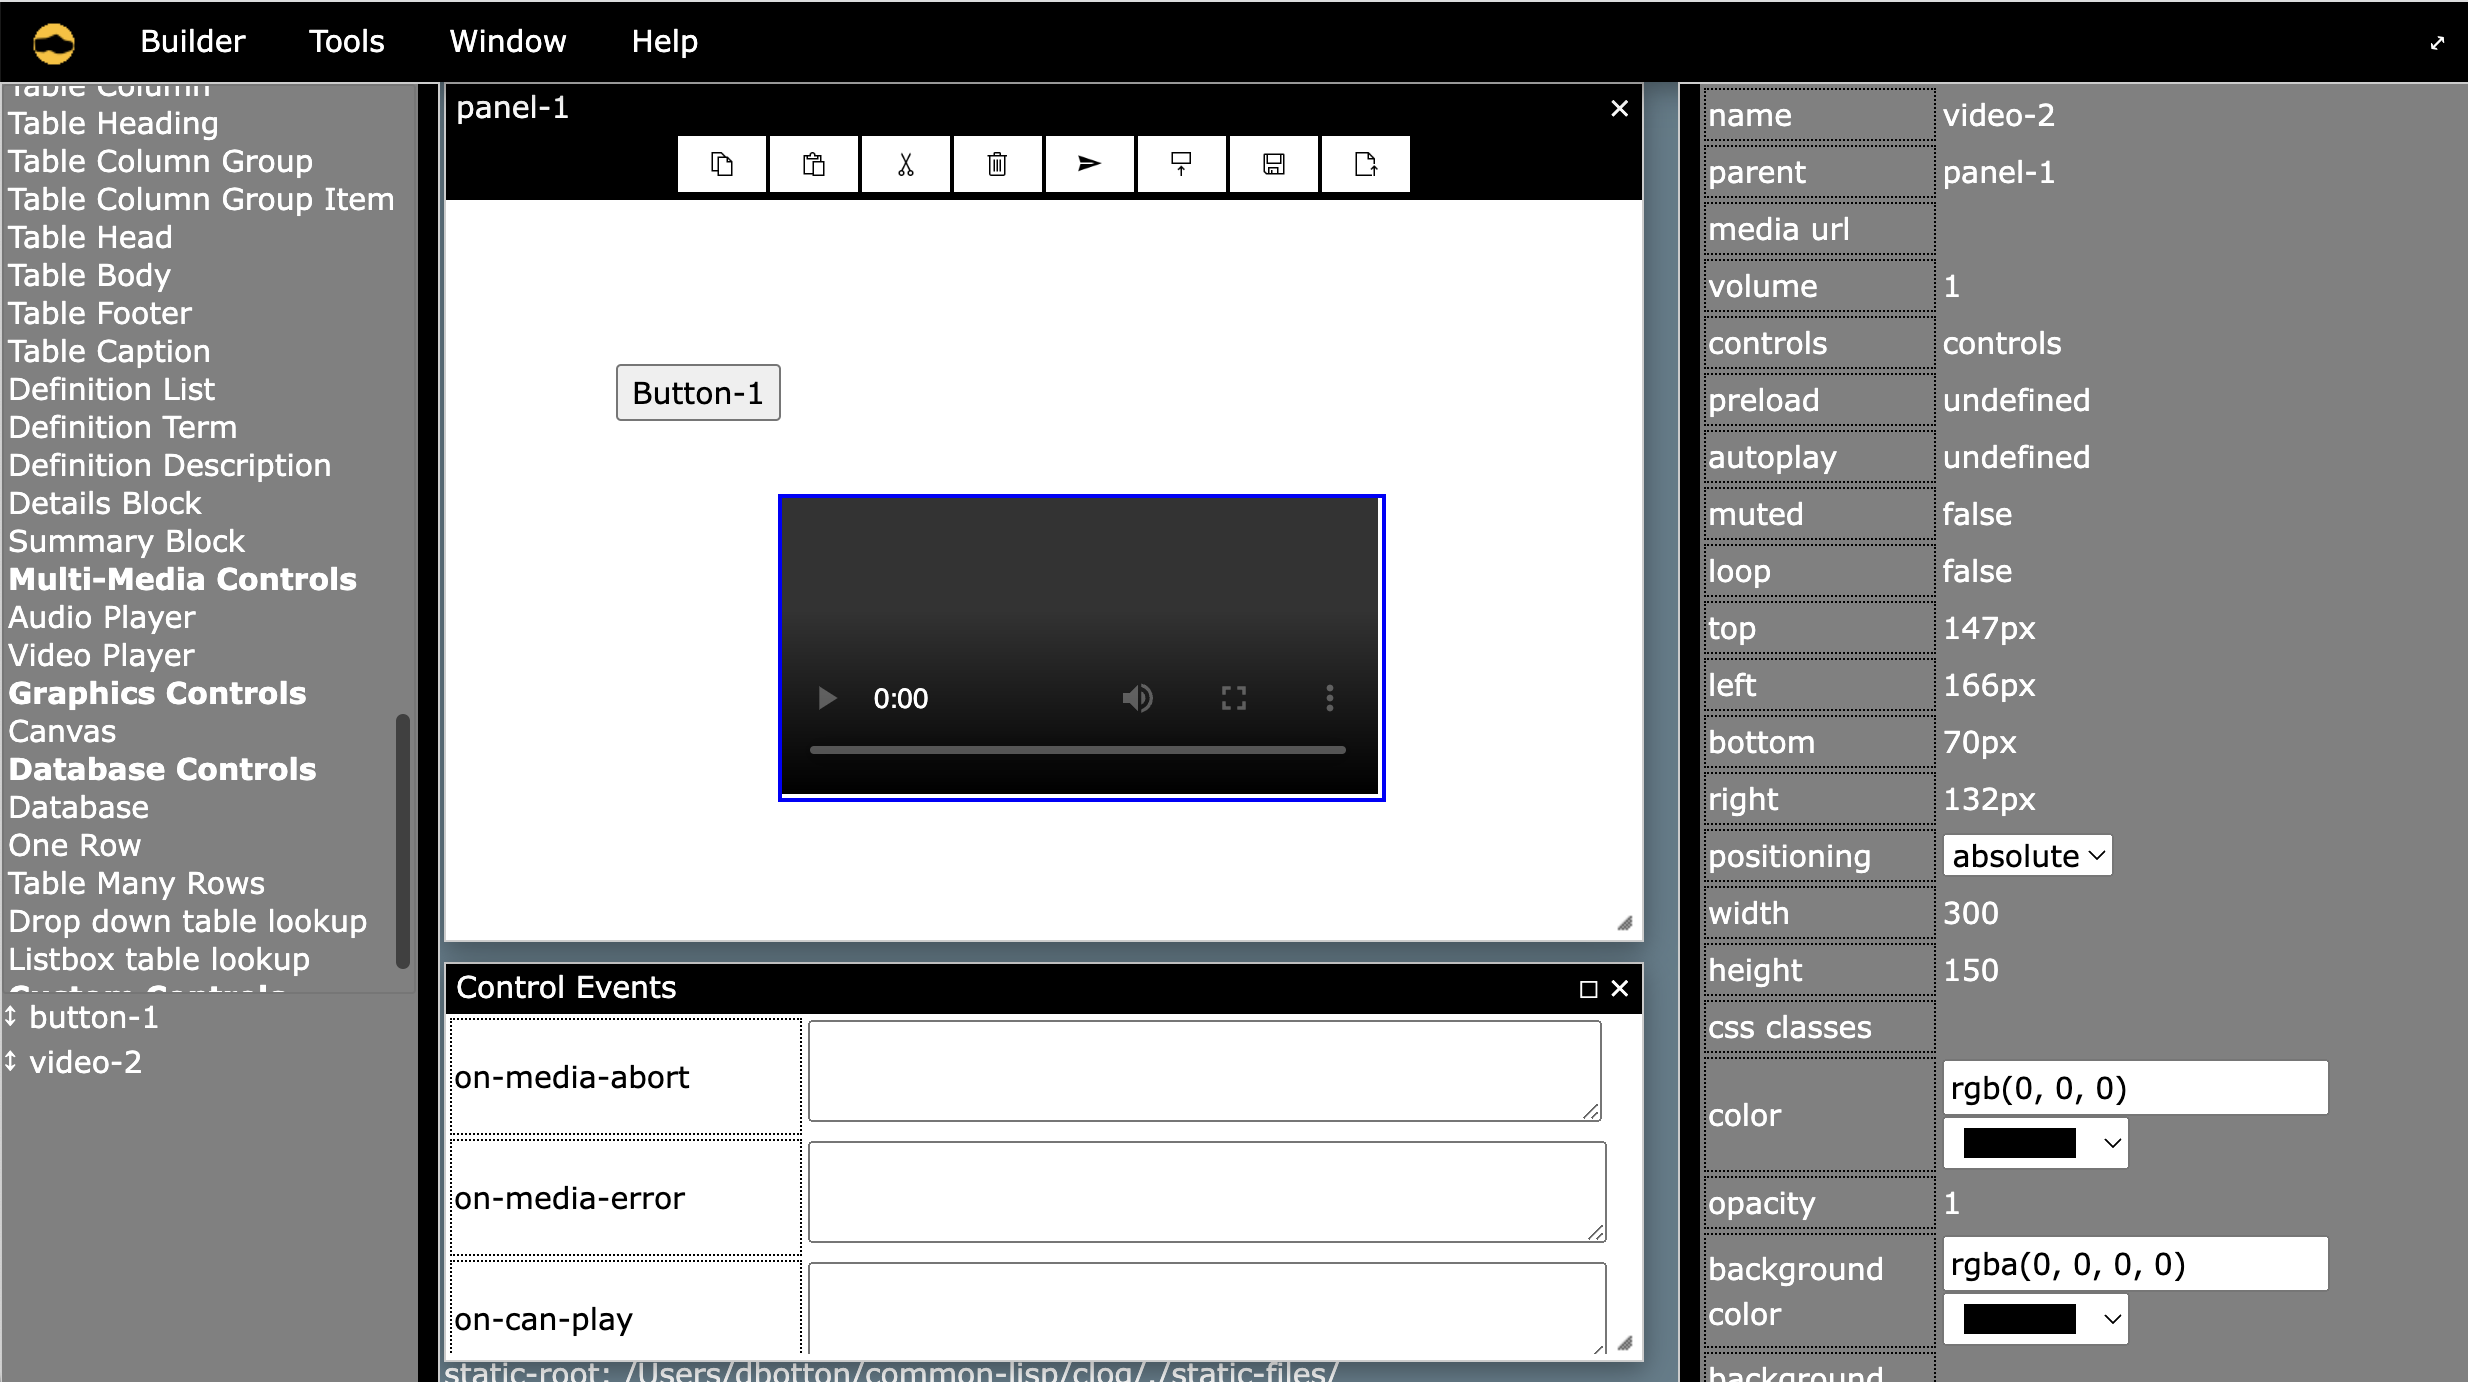 Builder Tools Window Help
Table Column
Table Heading
Table Column Group
Table Column Group Item
Table Head
Table Body
Table Footer
Table Caption
Definition List
Definition Term
Definition Description
Details Block
Summary Block
Multi-Media Controls
Audio Player
Video Player
Graphics Controls
Canvas
Database Controls
Database
One Row
Table Many Rows
Drop down table lookup
Listbox table lookup
Custom Controls
button-1
video-2
panel-1
Button-1
0:00
Control Events
on-media-abort
on-media-error
on-can-play
static-root: /Users/dbotton/common-lisp/clog/./static-files/
name video-2
parent panel-1
media url
volume 1
controls controls
preload undefined
autoplay undefined
muted false
loop false
top 147px
left 166px
bottom 70px
right 132px
positioning absolute
width 300
height 150
css classes
color rgb(0, 0, 0)
opacity 1
background color rgba(0, 0, 0, 0)
background